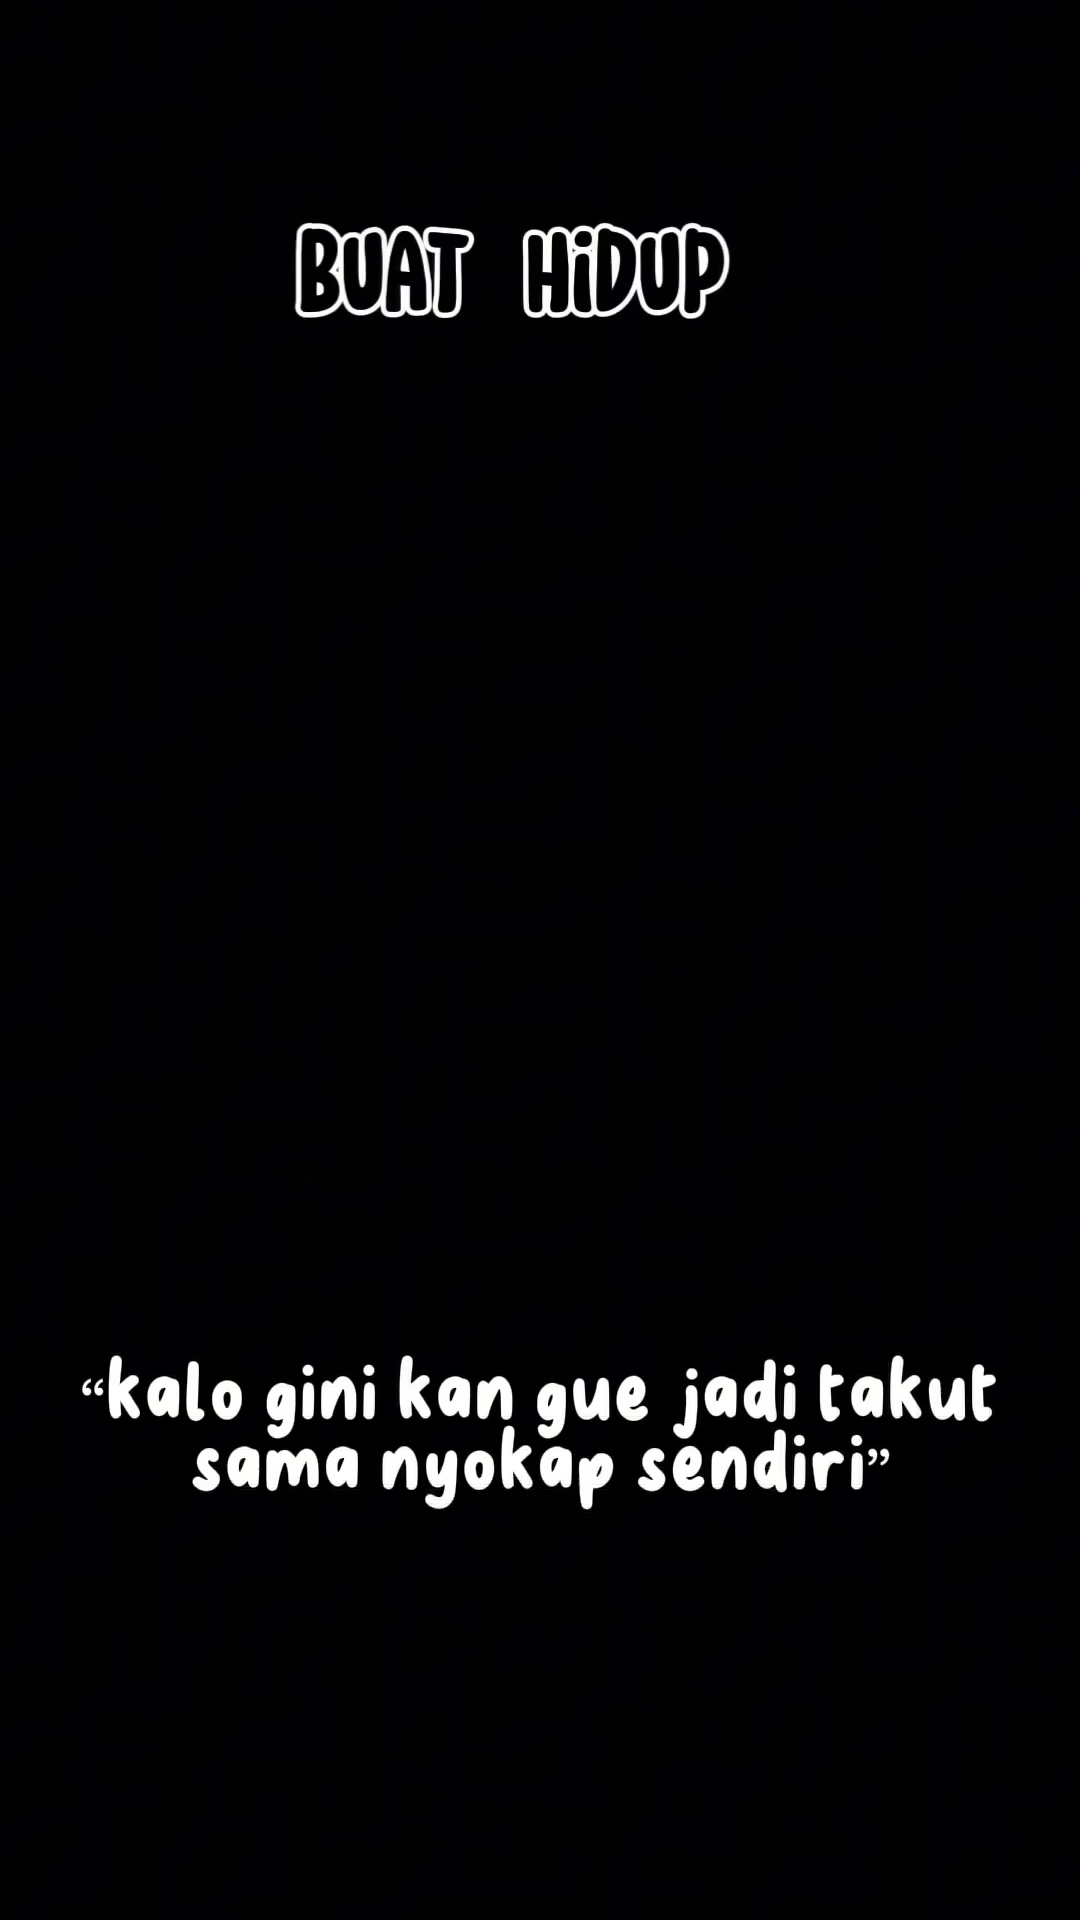 BUAT HiDUP
“kalo gini kan gue jadi takut
sama nyokap sendiri”